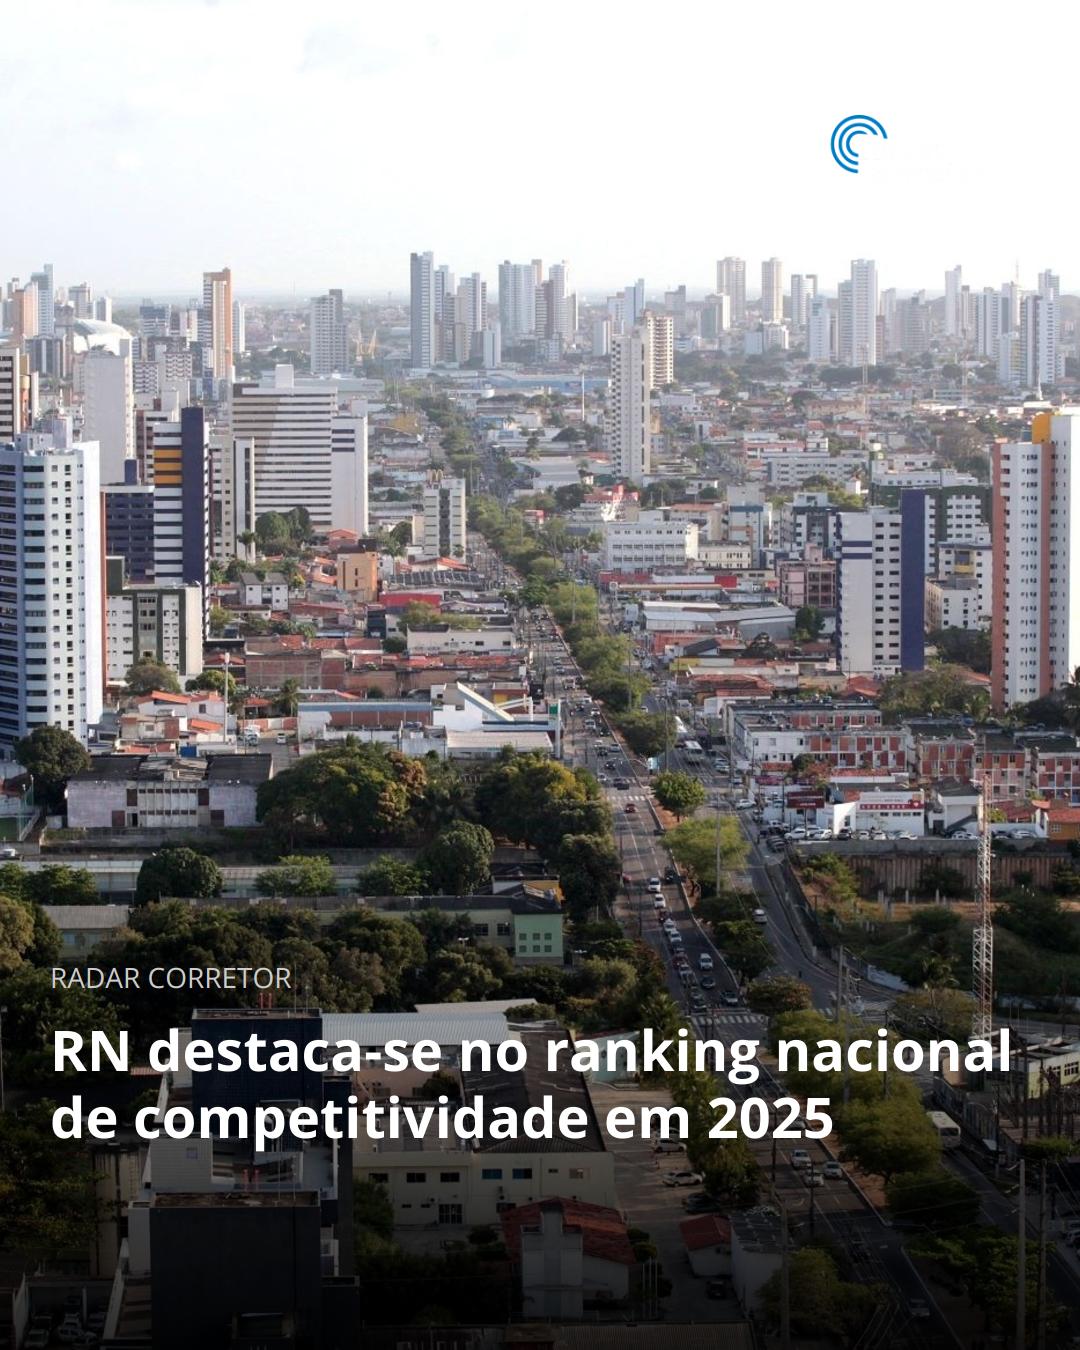 RADAR CORRETOR
RN destaca-se no ranking nacional
de competitividade em 2025